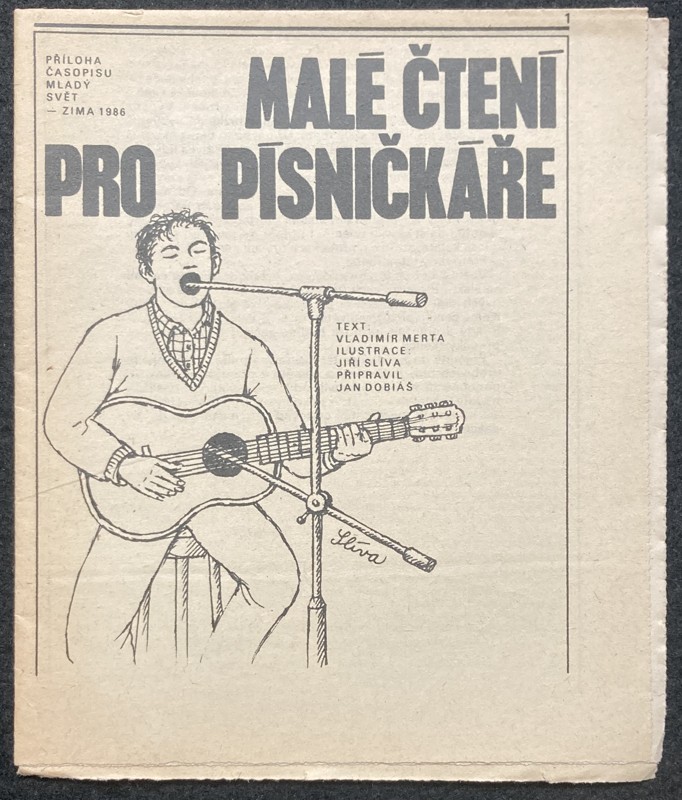 1
PŘÍLOHA
ČASOPISU
MLADÝ
SVĚT
— ZIMA 1986
MALÉ ČTENÍ
PRO PÍSNIČKÁŘE
TEXT:
VLADIMÍR MERTA
ILUSTRACE:
JIŘÍ SLÍVA
PŘIPRAVIL
JAN DOBIÁŠ
Slíva